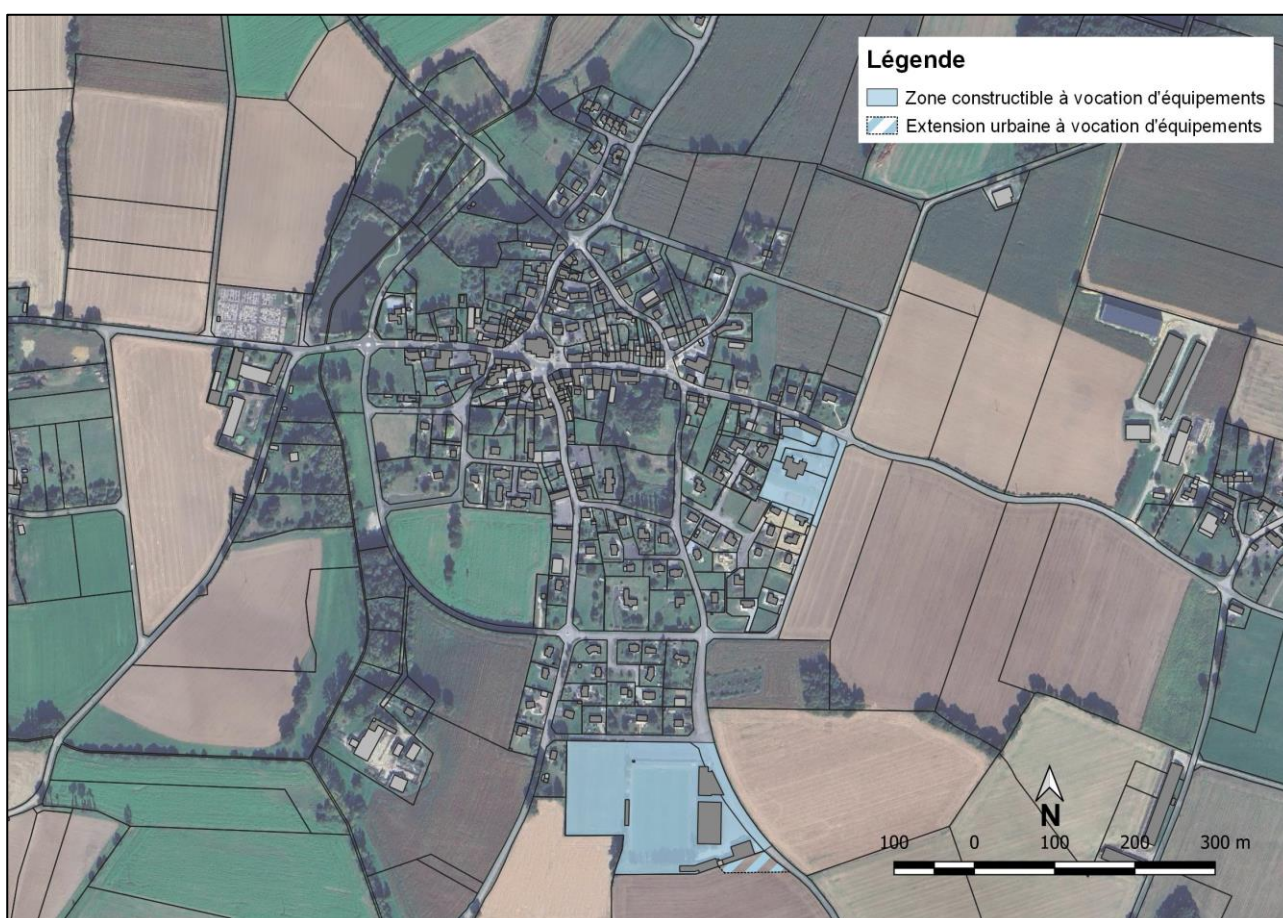 Légende
Zone constructible à vocation d'équipements
Extension urbaine à vocation d'équipements
N
100 0 100 200 300 m